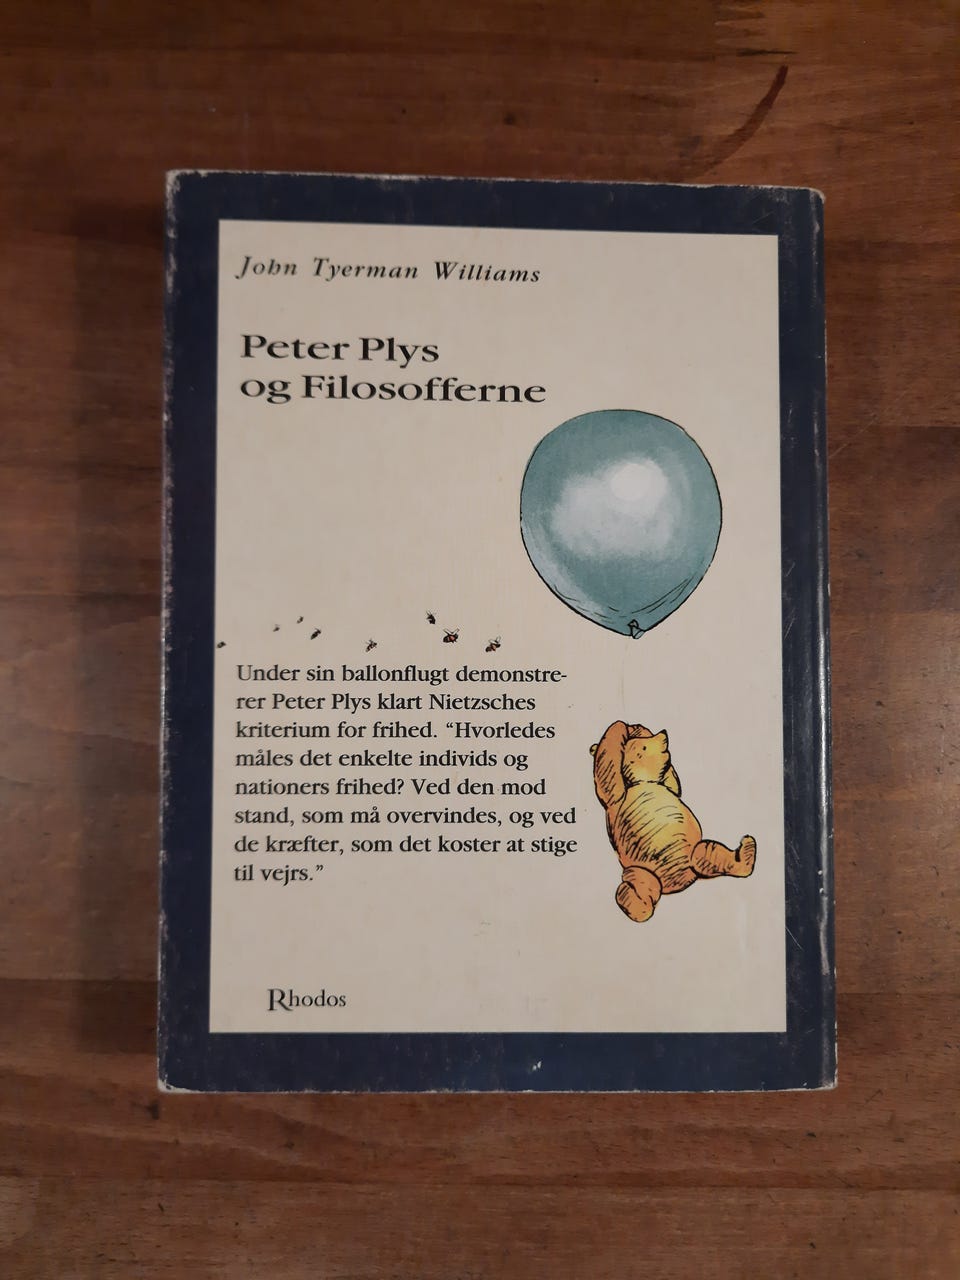 John Tyerman Williams
Peter Plys
og Filosofferne
Under sin ballonflugt demonstre-
rer Peter Plys klart Nietzsches
kriterium for frihed. “Hvorledes
måles det enkelte individs og
nationers frihed? Ved den mod
stand, som må overvindes, og ved
de kræfter, som det koster at stige
til vejrs.”
Rhodos